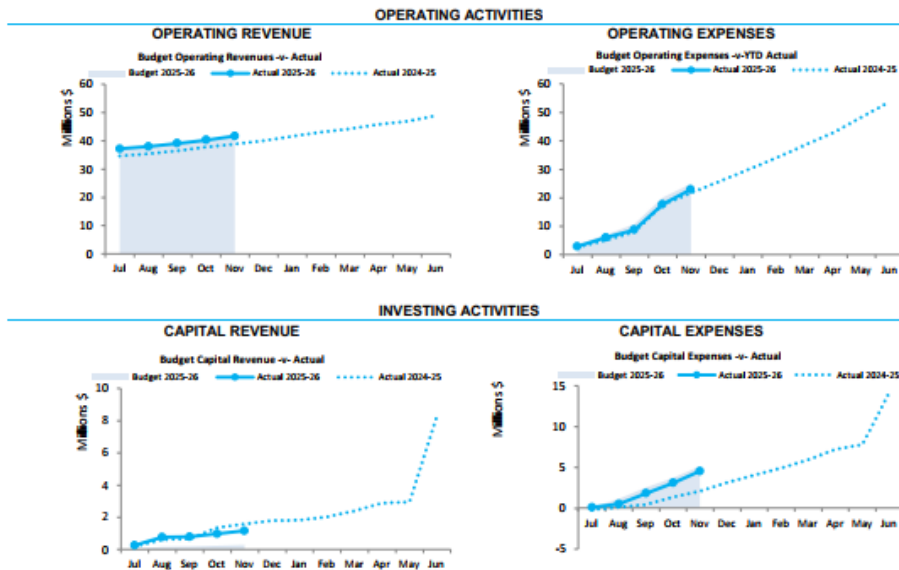 OPERATING ACTIVITIES
OPERATING REVENUE
Budget Operating Revenues -v- Actual
Budget 2025-26 Actual 2025-26 Actual 2024-25
Millions $
60
50
40
30
20
10
0
Jul Aug Sep Oct Nov Dec Jan Feb Mar Apr May Jun
OPERATING EXPENSES
Budget Operating Expenses -v-YTD Actual
Budget 2025-26 Actual 2025-26 Actual 2024-25
Millions $
60
50
40
30
20
10
0
Jul Aug Sep Oct Nov Dec Jan Feb Mar Apr May Jun
INVESTING ACTIVITIES
CAPITAL REVENUE
Budget Capital Revenue -v- Actual
Budget 2025-26 Actual 2025-26 Actual 2024-25
Millions $
10
8
6
4
2
0
Jul Aug Sep Oct Nov Dec Jan Feb Mar Apr May Jun
CAPITAL EXPENSES
Budget Capital Expenses -v- Actual
Budget 2025-26 Actual 2025-26 Actual 2024-25
Millions $
15
10
5
0
Jul Aug Sep Oct Nov Dec Jan Feb Mar Apr May Jun
-5